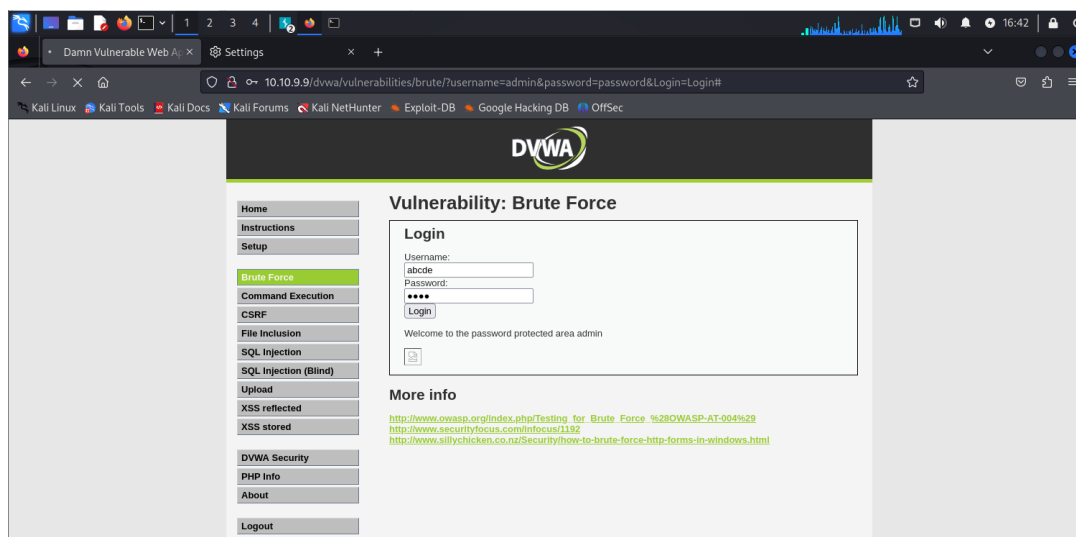 1 2 3 4 16:42
Damn Vulnerable Web Ap × Settings × +
10.10.9.9/dvwa/vulnerabilities/brute/?username=admin&password=password&Login=Login#
Kali Linux Kali Tools Kali Docs Kali Forums Kali NetHunter Exploit-DB Google Hacking DB OffSec
DVWA
Home
Instructions
Setup
Brute Force
Command Execution
CSRF
File Inclusion
SQL Injection
SQL Injection (Blind)
Upload
XSS reflected
XSS stored
DVWA Security
PHP Info
About
Logout
Vulnerability: Brute Force
Login
Username:
abcde
Password:
••••
Login
Welcome to the password protected area admin
More info
http://www.owasp.org/index.php/Testing_for_Brute_Force_%28OWASP-AT-004%29
http://www.securityfocus.com/infocus/1192
http://www.sillychicken.co.nz/Security/how-to-brute-force-http-forms-in-windows.html